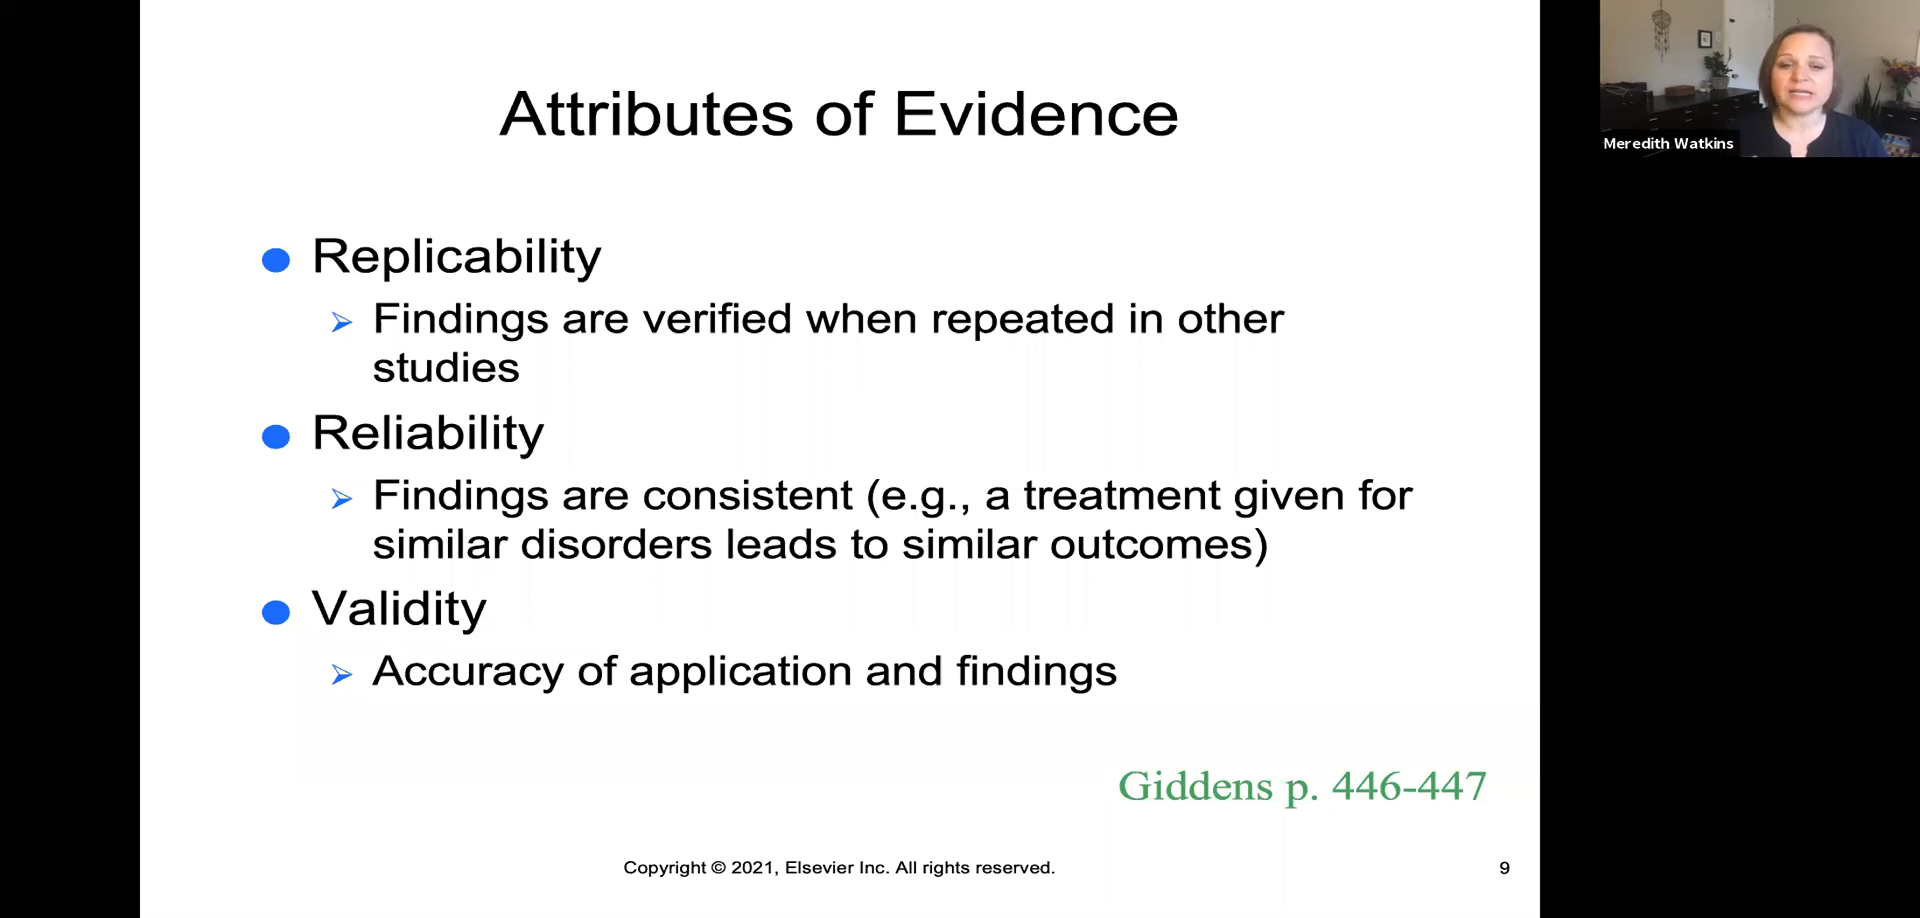 Attributes of Evidence
Meredith Watkins
Replicability
Findings are verified when repeated in other
studies
Reliability
Findings are consistent (e.g., a treatment given for
similar disorders leads to similar outcomes)
Validity
Accuracy of application and findings
Giddens p. 446-447
Copyright © 2021, Elsevier Inc. All rights reserved.
9